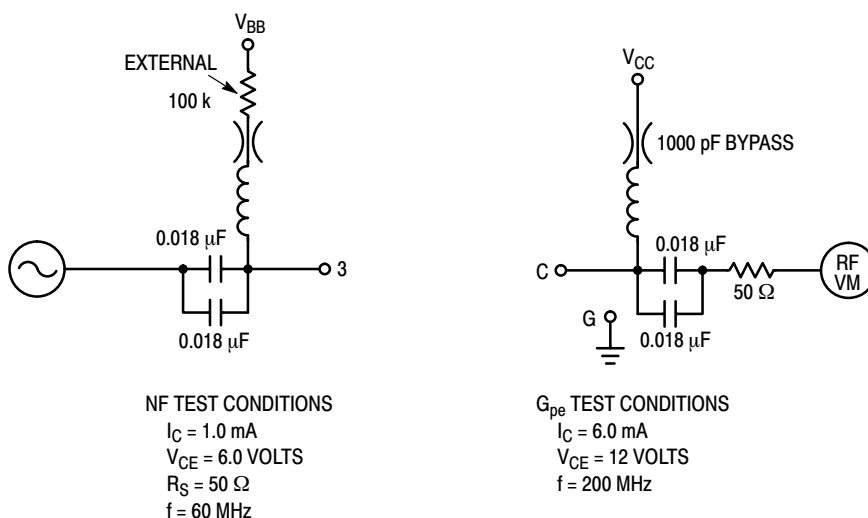 V_BB
EXTERNAL
100 k
0.018 μF
3
0.018 μF
V_CC
1000 pF BYPASS
0.018 μF
C
RF
VM
50 Ω
G
0.018 μF
NF TEST CONDITIONS
I_C = 1.0 mA
V_CE = 6.0 VOLTS
R_S = 50 Ω
f = 60 MHz
G_pe TEST CONDITIONS
I_C = 6.0 mA
V_CE = 12 VOLTS
f = 200 MHz